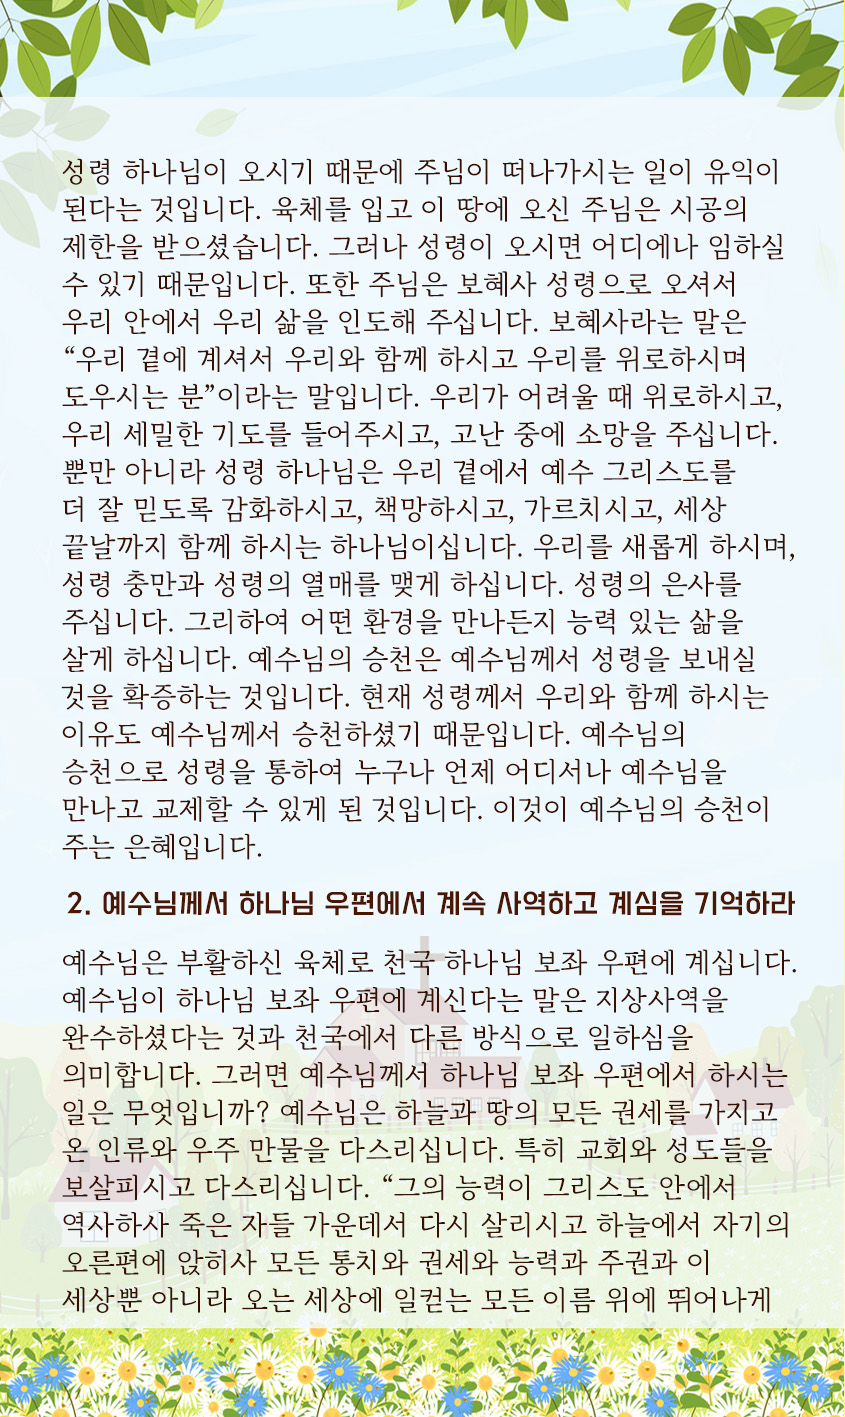 성령 하나님이 오시기 때문에 주님이 떠나가시는 일이 유익이
된다는 것입니다. 육체를 입고 이 땅에 오신 주님은 시공의
제한을 받으셨습니다. 그러나 성령이 오시면 어디에나 임하실
수 있기 때문입니다. 또한 주님은 보혜사 성령으로 오셔서
우리 안에서 우리 삶을 인도해 주십니다. 보혜사라는 말은
“우리 곁에 계셔서 우리와 함께 하시고 우리를 위로하시며
도우시는 분”이라는 말입니다. 우리가 어려울 때 위로하시고,
우리 세밀한 기도를 들어주시고, 고난 중에 소망을 주십니다.
뿐만 아니라 성령 하나님은 우리 곁에서 예수 그리스도를
더 잘 믿도록 감화하시고, 책망하시고, 가르치시고, 세상
끝날까지 함께 하시는 하나님이십니다. 우리를 새롭게 하시며,
성령 충만과 성령의 열매를 맺게 하십니다. 성령의 은사를
주십니다. 그리하여 어떤 환경을 만나든지 능력 있는 삶을
살게 하십니다. 예수님의 승천은 예수님께서 성령을 보내실
것을 확증하는 것입니다. 현재 성령께서 우리와 함께 하시는
이유도 예수님께서 승천하셨기 때문입니다. 예수님의
승천으로 성령을 통하여 누구나 언제 어디서나 예수님을
만나고 교제할 수 있게 된 것입니다. 이것이 예수님의 승천이
주는 은혜입니다.
2. 예수님께서 하나님 우편에서 계속 사역하고 계심을 기억하라
예수님은 부활하신 육체로 천국 하나님 보좌 우편에 계십니다.
예수님이 하나님 보좌 우편에 계신다는 말은 지상사역을
완수하셨다는 것과 천국에서 다른 방식으로 일하심을
의미합니다. 그러면 예수님께서 하나님 보좌 우편에서 하시는
일은 무엇입니까? 예수님은 하늘과 땅의 모든 권세를 가지고
온 인류와 우주 만물을 다스리십니다. 특히 교회와 성도들을
보살피시고 다스리십니다. “그의 능력이 그리스도 안에서
역사하사 죽은 자들 가운데서 다시 살리시고 하늘에서 자기의
오른편에 앉히사 모든 통치와 권세와 능력과 주권과 이
세상뿐 아니라 오는 세상에 일컫는 모든 이름 위에 뛰어나게